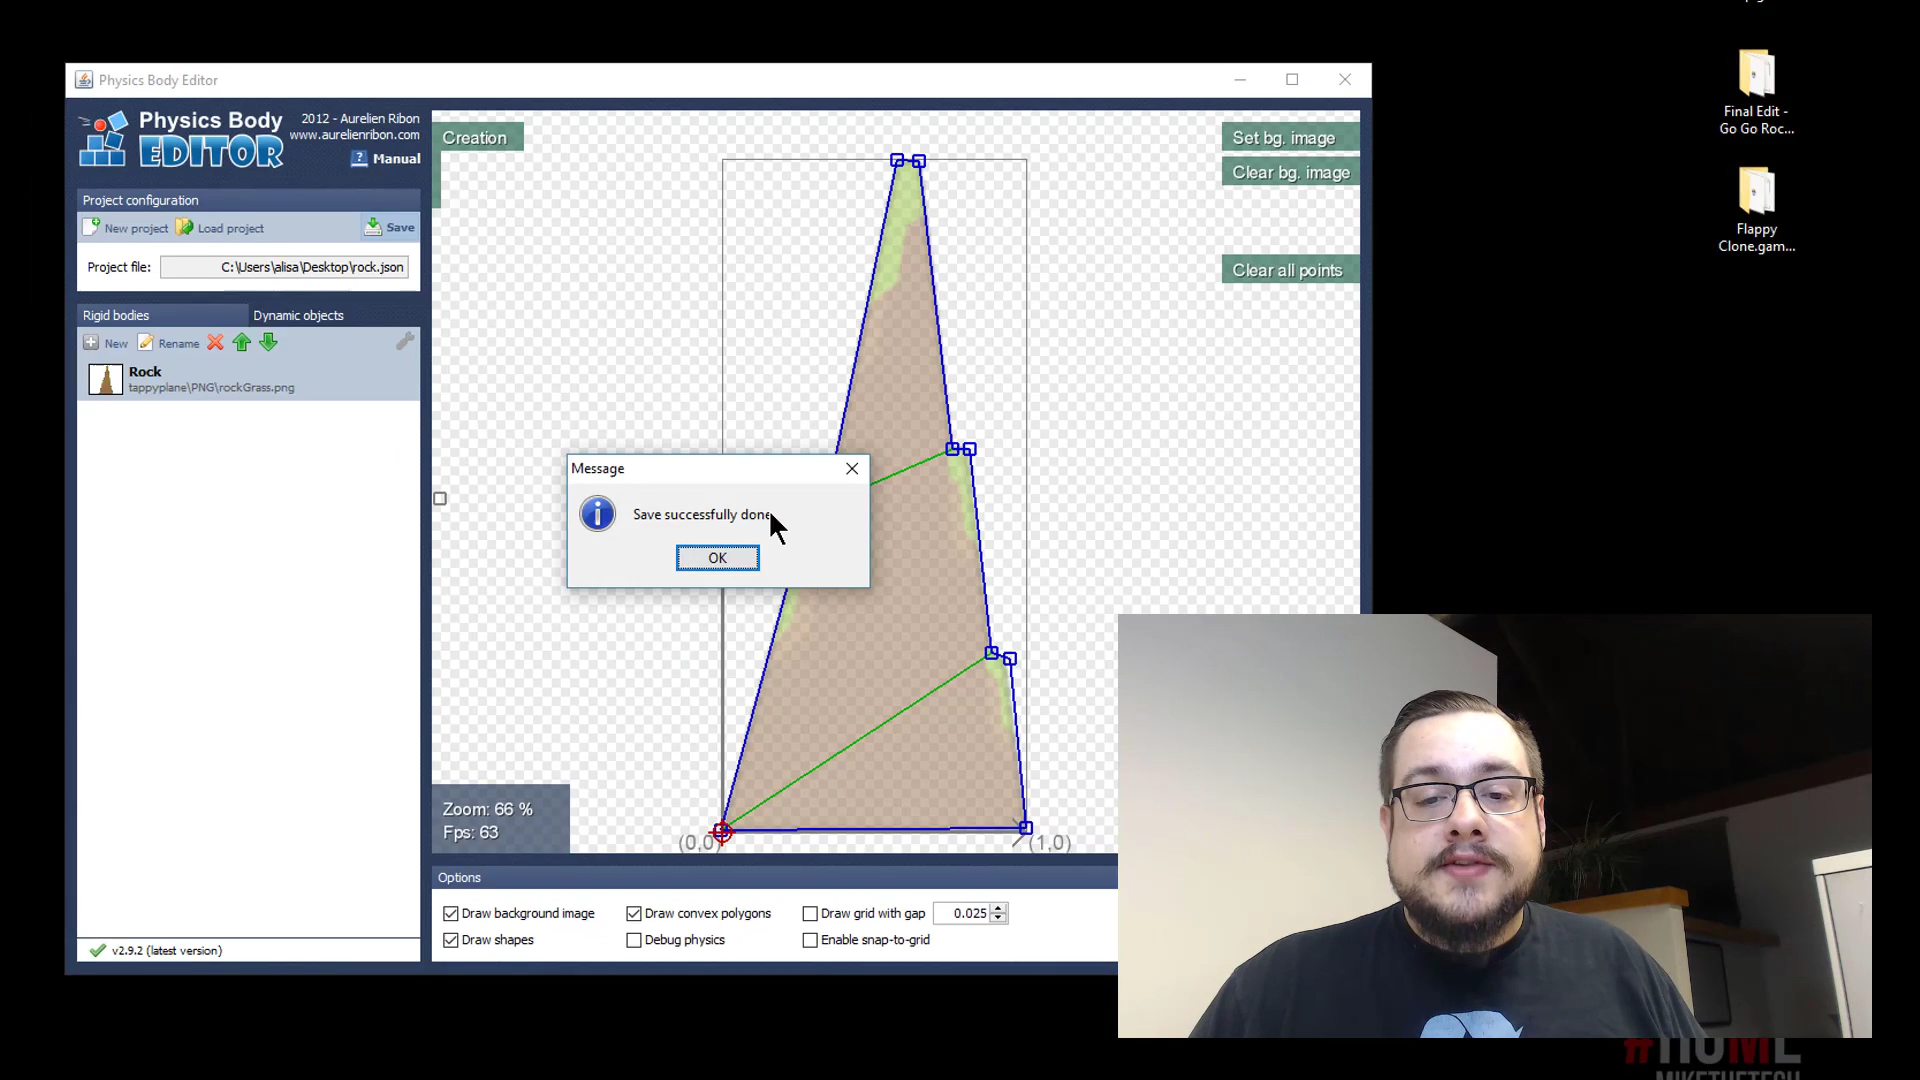 Physics Body Editor
Physics Body
EDITOR
2012 - Aurelien Ribon
www.aurelienribon.com
? Manual
Project configuration
New project
Load project
Save
Project file:
C:\Users\alisa\Desktop\rock.json
Rigid bodies
Dynamic objects
New
Rename
Rock
tappyplane\PNG\rockGrass.png
v2.9.2 (latest version)
Creation
Set bg. image
Clear bg. image
Clear all points
Message
Save successfully done
OK
Zoom: 66 %
Fps: 63
(0,0)
(1,0)
Options
Draw background image
Draw convex polygons
Draw grid with gap
0.025
Draw shapes
Debug physics
Enable snap-to-grid
Final Edit -
Go Go Roc...
Flappy
Clone.gam...